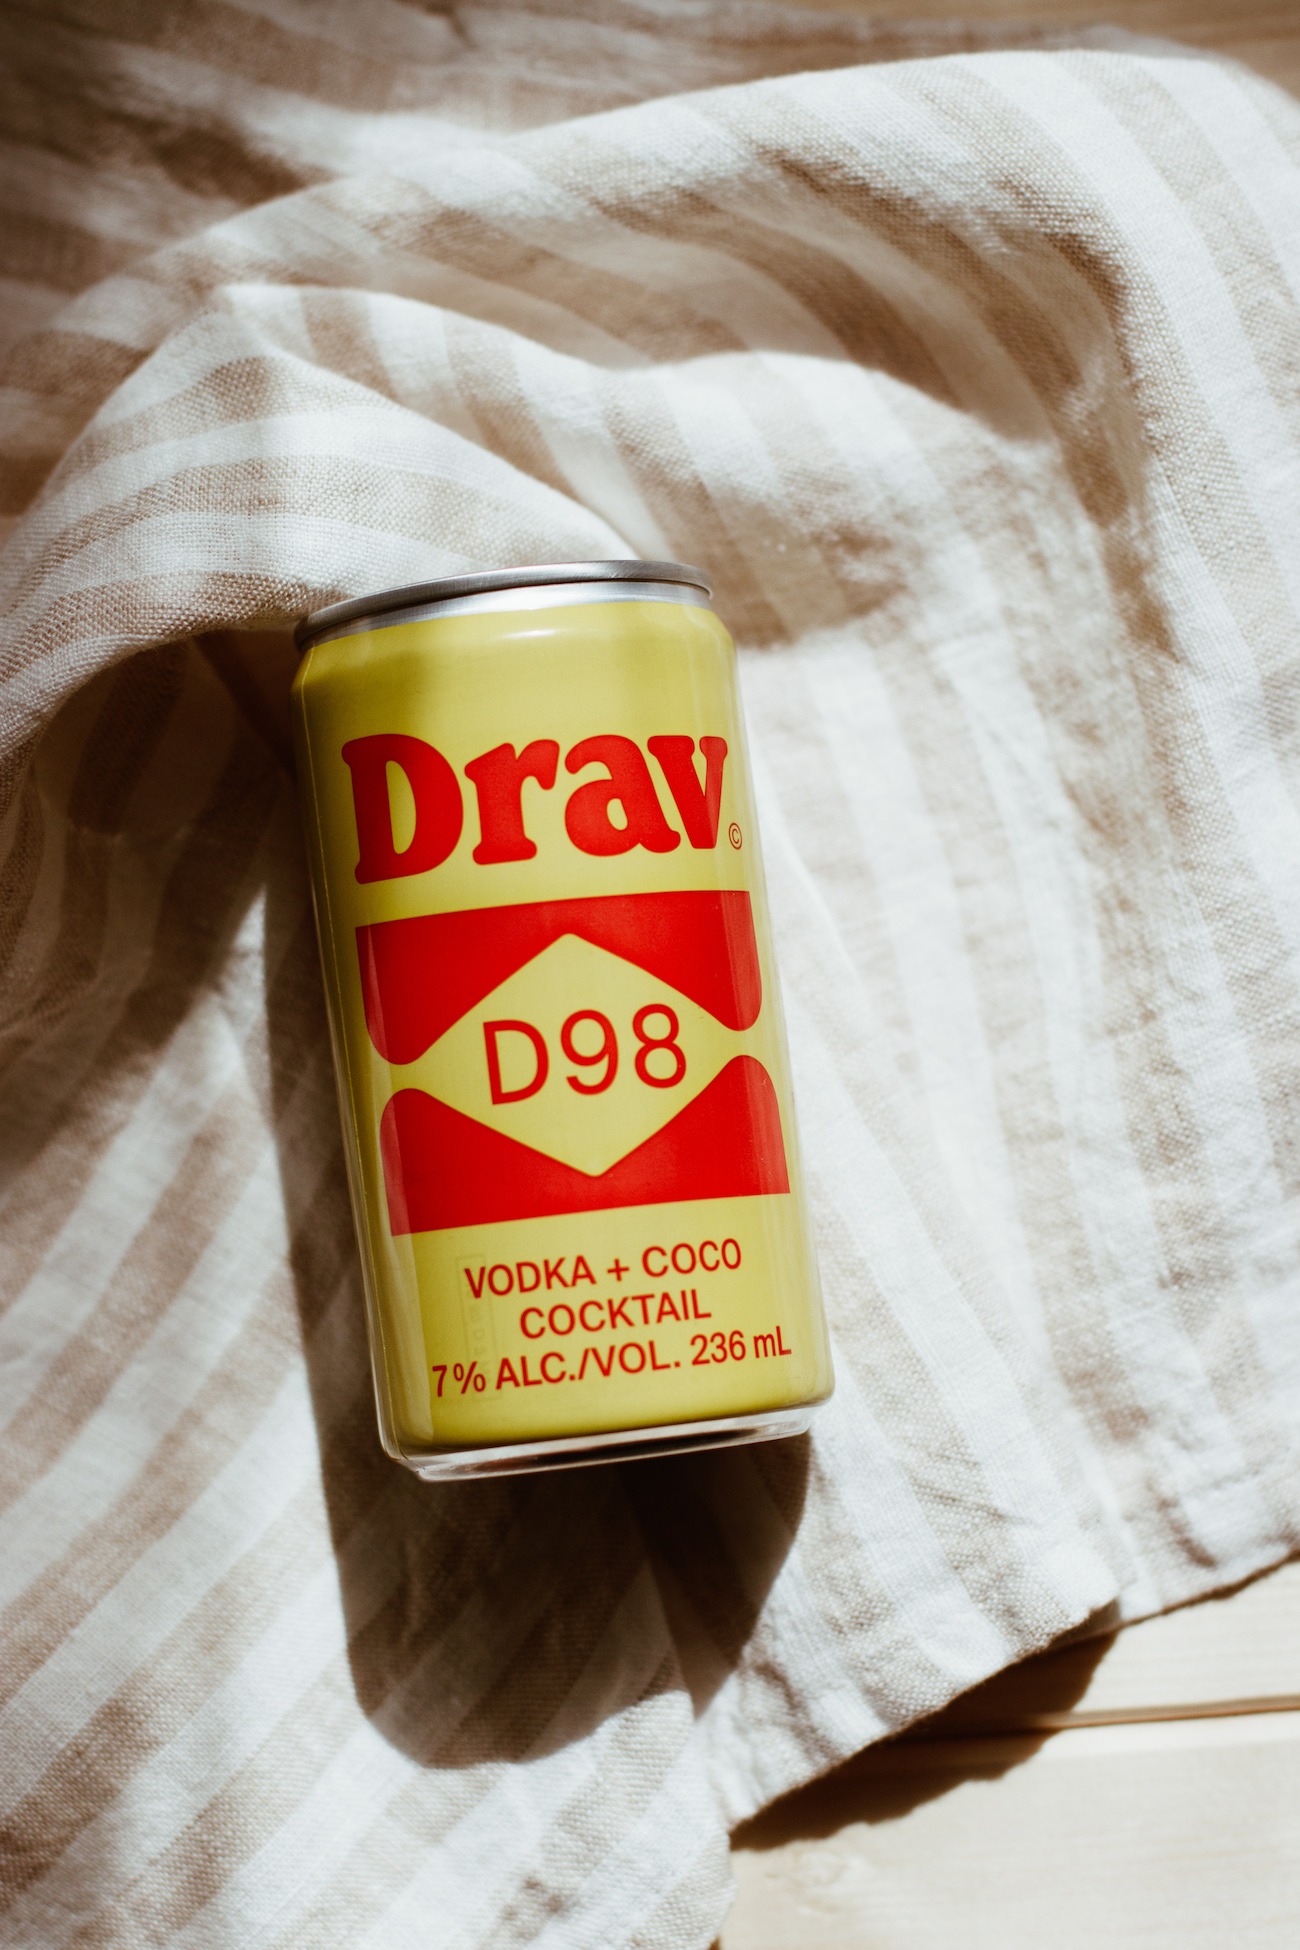 Drav©
D98
VODKA + COCO
COCKTAIL
7% ALC./VOL. 236 mL